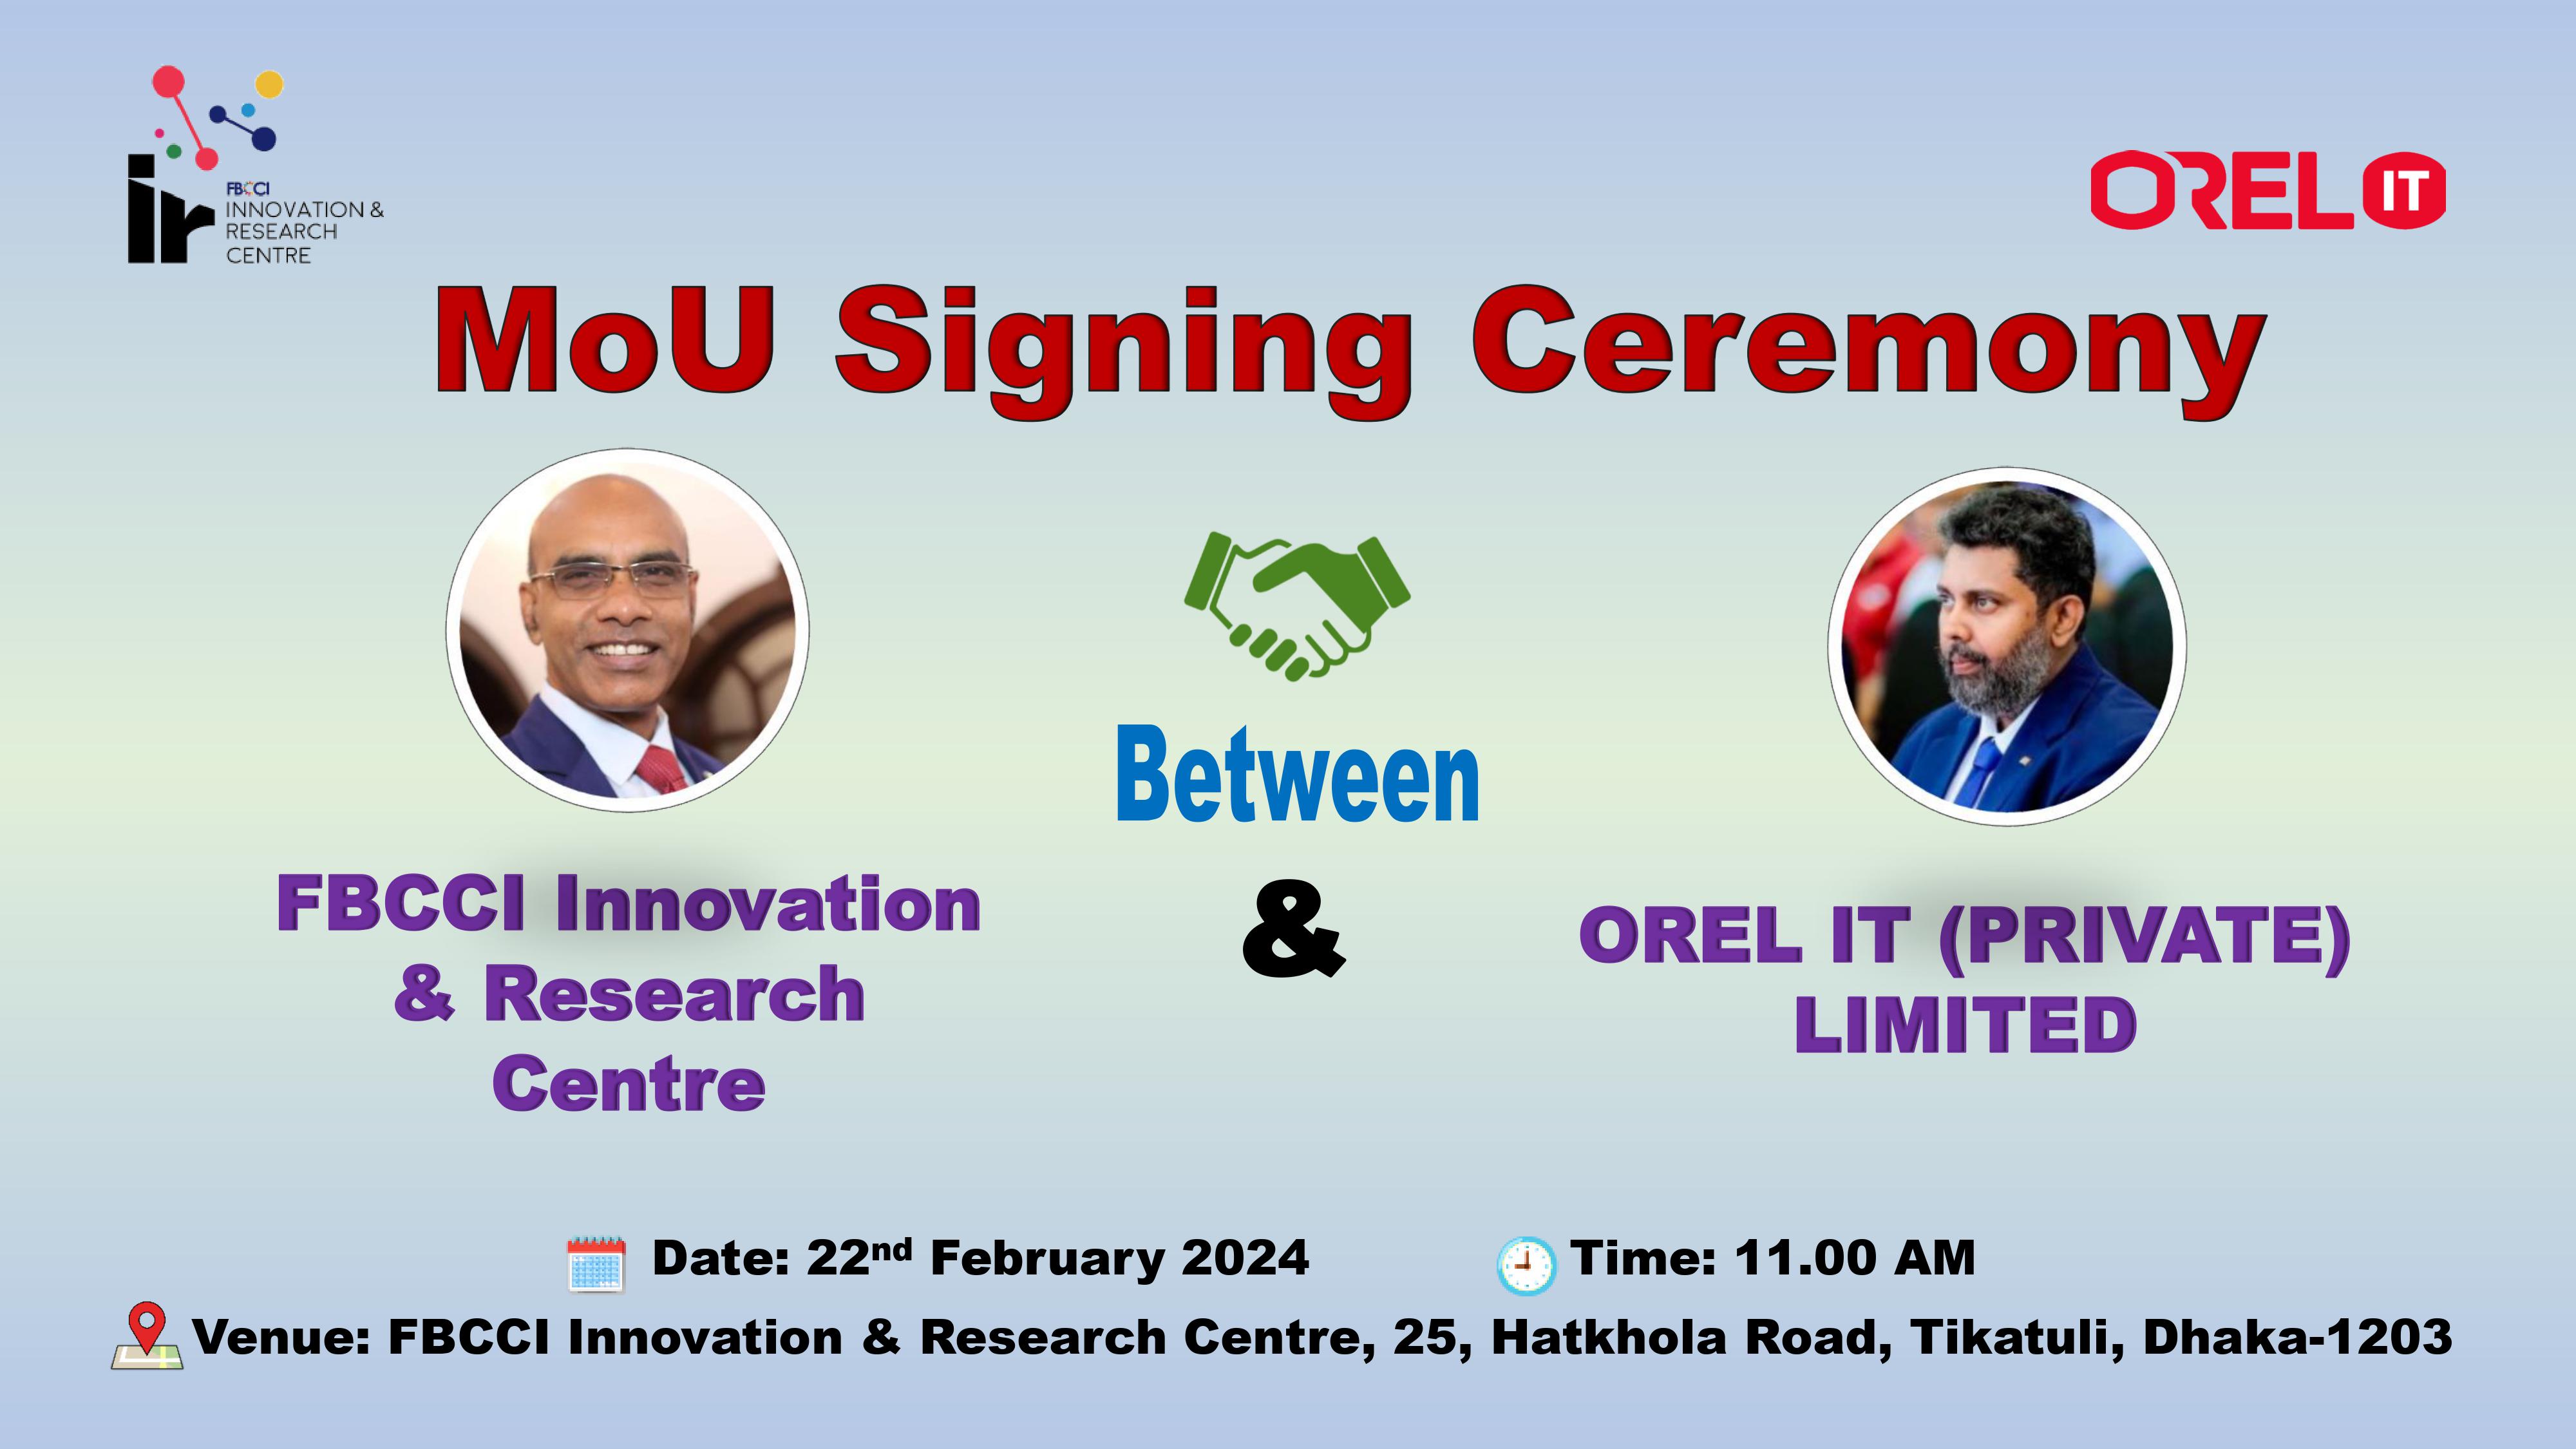 FBCCI
INNOVATION &
RESEARCH
CENTRE
ir
OREL IT
MoU Signing Ceremony
Between
&
FBCCI Innovation
& Research
Centre
OREL IT (PRIVATE)
LIMITED
Date: 22nd February 2024
Time: 11.00 AM
Venue: FBCCI Innovation & Research Centre, 25, Hatkhola Road, Tikatuli, Dhaka-1203